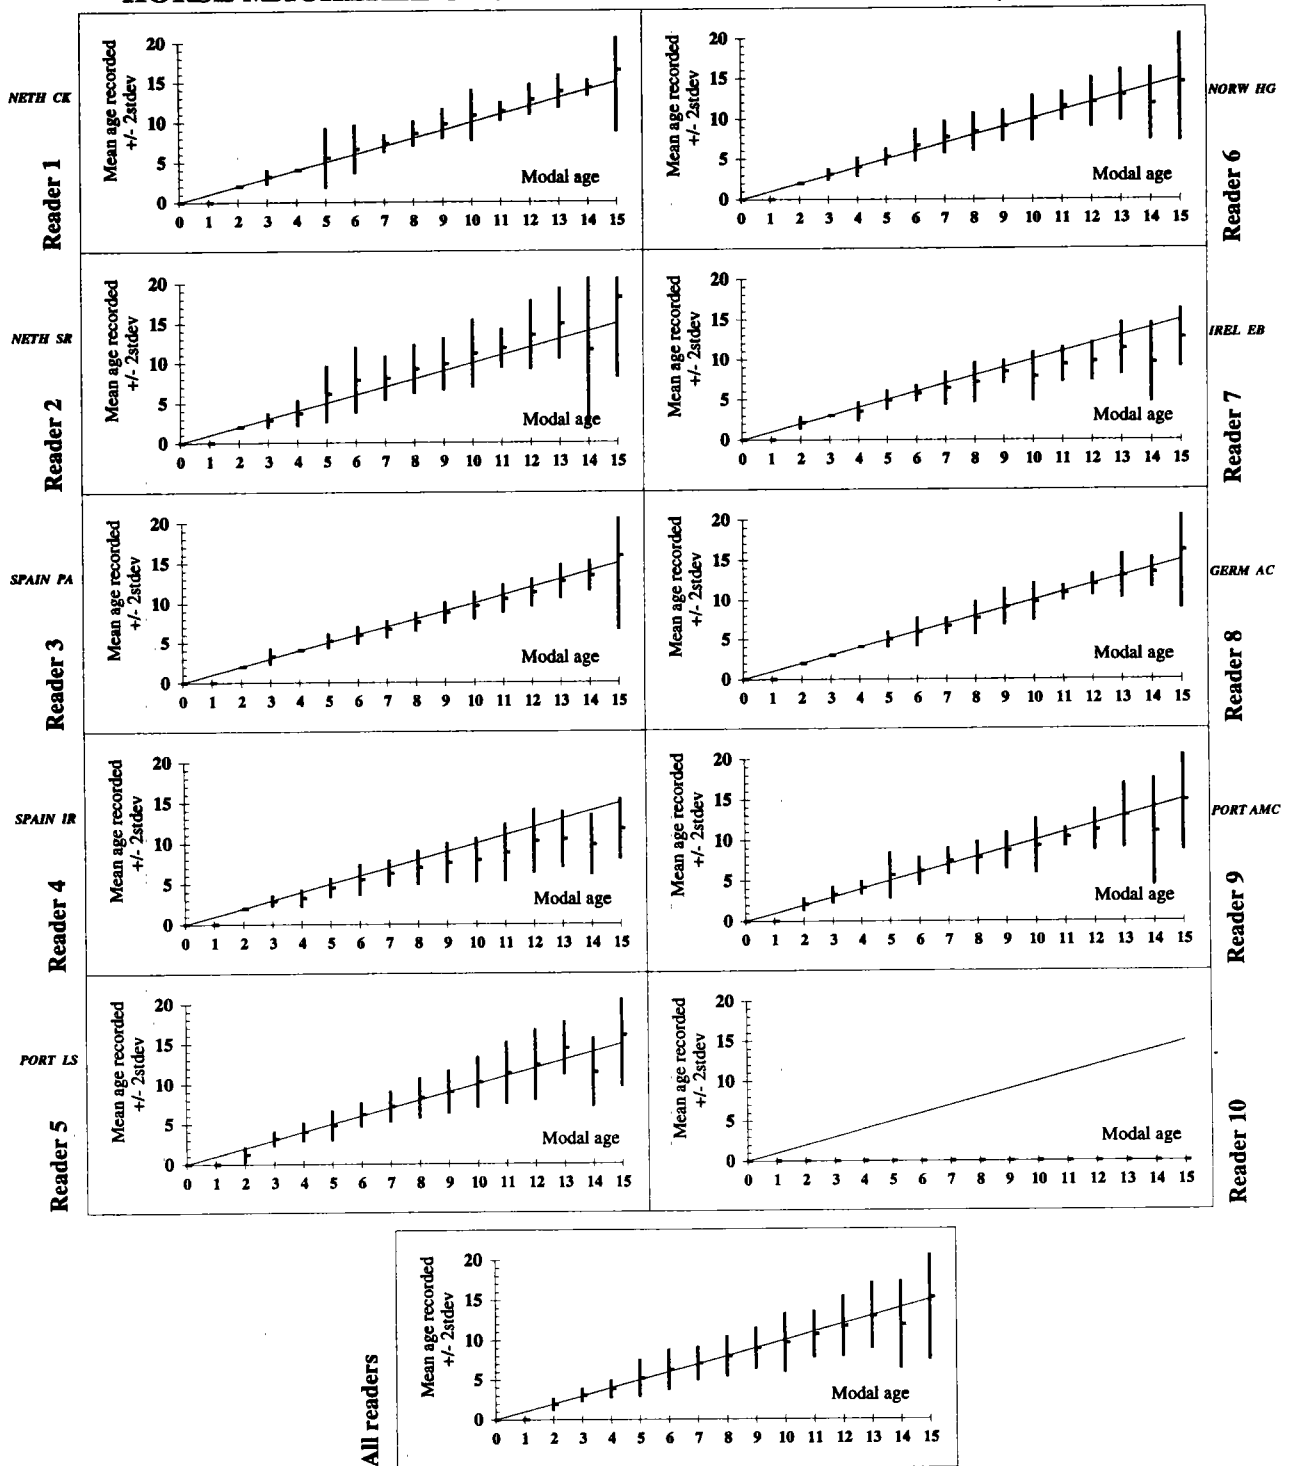 NETH CK
Reader 1
Mean age recorded
+/- 2stdev
20
15
10
5
0
Modal age
0 1 2 3 4 5 6 7 8 9 10 11 12 13 14 15
Mean age recorded
+/- 2stdev
20
15
10
5
0
Modal age
0 1 2 3 4 5 6 7 8 9 10 11 12 13 14 15
NORW HG
Reader 6
NETH SR
Reader 2
Mean age recorded
+/- 2stdev
20
15
10
5
0
Modal age
0 1 2 3 4 5 6 7 8 9 10 11 12 13 14 15
Mean age recorded
+/- 2stdev
20
15
10
5
0
Modal age
0 1 2 3 4 5 6 7 8 9 10 11 12 13 14 15
IREL EB
Reader 7
SPAIN PA
Reader 3
Mean age recorded
+/- 2stdev
20
15
10
5
0
Modal age
0 1 2 3 4 5 6 7 8 9 10 11 12 13 14 15
Mean age recorded
+/- 2stdev
20
15
10
5
0
Modal age
0 1 2 3 4 5 6 7 8 9 10 11 12 13 14 15
GERM AC
Reader 8
SPAIN IR
Reader 4
Mean age recorded
+/- 2stdev
20
15
10
5
0
Modal age
0 1 2 3 4 5 6 7 8 9 10 11 12 13 14 15
Mean age recorded
+/- 2stdev
20
15
10
5
0
Modal age
0 1 2 3 4 5 6 7 8 9 10 11 12 13 14 15
PORT AMC
Reader 9
PORT LS
Reader 5
Mean age recorded
+/- 2stdev
20
15
10
5
0
Modal age
0 1 2 3 4 5 6 7 8 9 10 11 12 13 14 15
Mean age recorded
+/- 2stdev
20
15
10
5
0
Modal age
0 1 2 3 4 5 6 7 8 9 10 11 12 13 14 15
Reader 10
All readers
Mean age recorded
+/- 2stdev
20
15
10
5
0
Modal age
0 1 2 3 4 5 6 7 8 9 10 11 12 13 14 15